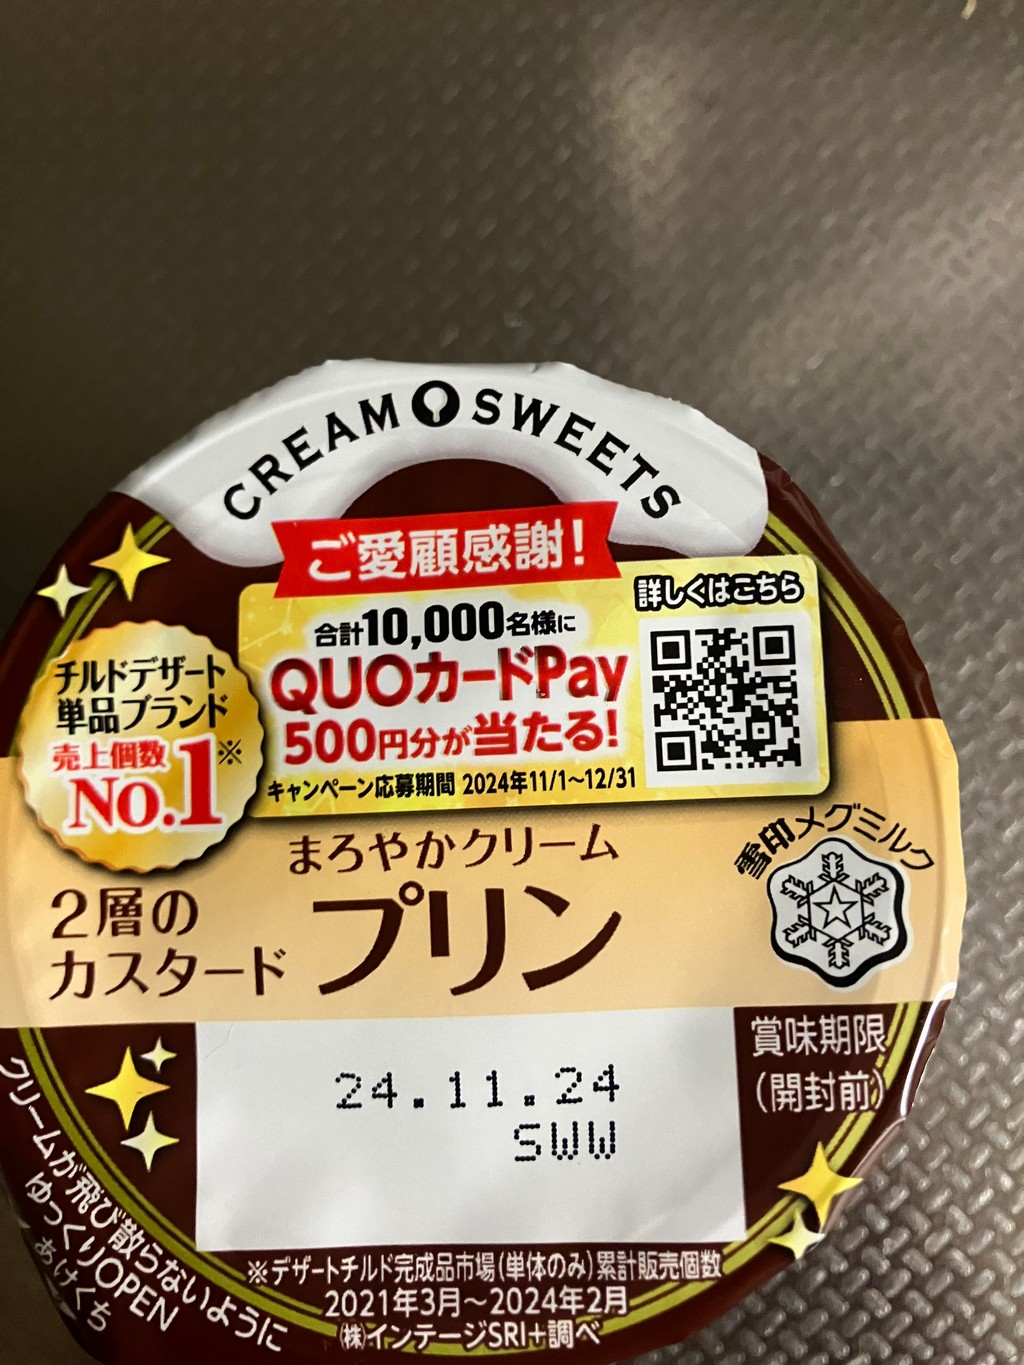 CREAM SWEETS
ご愛顧感謝!
合計10,000名様に
QUOカードPay
500円分が当たる!
キャンペーン応募期間 2024年11/1～12/31
詳しくはこちら
チルドデザート
単品ブランド
売上個数
No.1※
まろやかクリーム
2層の
カスタード
プリン
雪印メグミルク
賞味期限
(開封前)
24.11.24
SWW
クリームが飛び散らないように
ゆっくりOPEN
あけくち
※デザートチルド完成品市場(単体のみ)累計販売個数
2021年3月～2024年2月
㈱インテージSRI+調べ